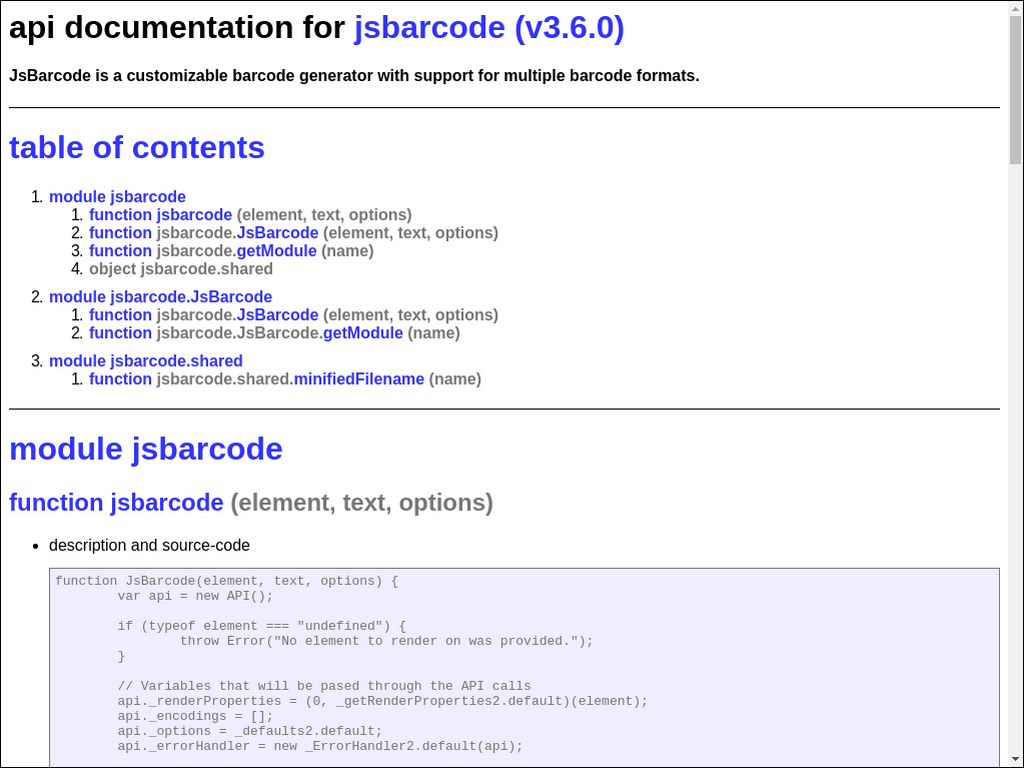 api documentation for jsbarcode (v3.6.0)
JsBarcode is a customizable barcode generator with support for multiple barcode formats.
table of contents
1. module jsbarcode
1. function jsbarcode (element, text, options)
2. function jsbarcode.JsBarcode (element, text, options)
3. function jsbarcode.getModule (name)
4. object jsbarcode.shared
2. module jsbarcode.JsBarcode
1. function jsbarcode.JsBarcode (element, text, options)
2. function jsbarcode.JsBarcode.getModule (name)
3. module jsbarcode.shared
1. function jsbarcode.shared.minifiedFilename (name)
module jsbarcode
function jsbarcode (element, text, options)
• description and source-code
function JsBarcode(element, text, options) {
var api = new API();
if (typeof element === "undefined") {
throw Error("No element to render on was provided.");
}
// Variables that will be pased through the API calls
api._renderProperties = (0, _getRenderProperties2.default)(element);
api._encodings = [];
api._options = _defaults2.default;
api._errorHandler = new _ErrorHandler2.default(api);